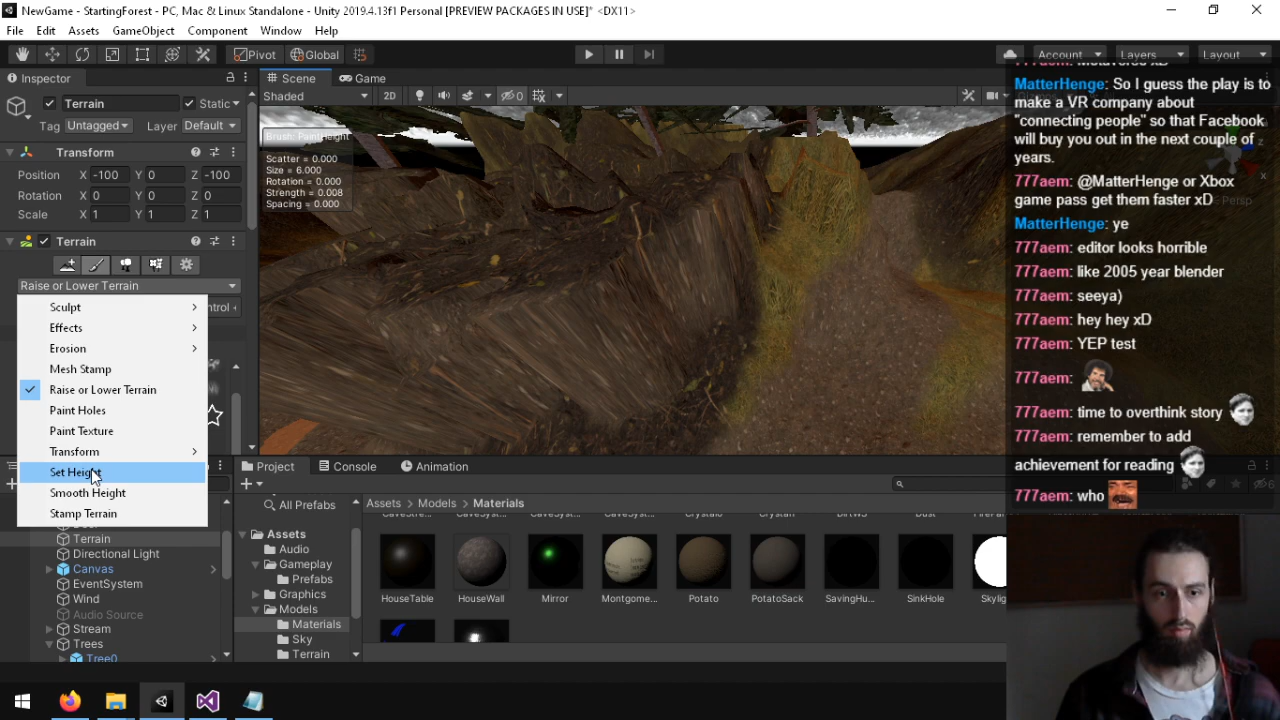 NewGame - StartingForest - PC, Mac & Linux Standalone - Unity 2019.4.13f1 Personal [PREVIEW PACKAGES IN USE]* <DX11>
File Edit Assets GameObject Component Window Help
Pivot Global Account Layers Layout
Inspector
Scene Game
Shaded 2D 0
Terrain Static
Tag Untagged Layer Default
Transform
Position X -100 Y 0 Z -100
Rotation X 0 Y 0 Z 0
Scale X 1 Y 1 Z 1
Terrain
Raise or Lower Terrain
Sculpt
Effects
Erosion
Mesh Stamp
Raise or Lower Terrain
Paint Holes
Paint Texture
Transform
Set Height
Smooth Height
Stamp Terrain
Brush: PaintHeight
Scatter = 0.000
Size = 6.000
Rotation = 0.000
Strength = 0.008
Spacing = 0.000
Terrain
Directional Light
Canvas
EventSystem
Wind
Audio Source
Stream
Trees
Tree0
Project Console Animation
All Prefabs
Assets
Audio
Gameplay
Prefabs
Graphics
Models
Materials
Sky
Terrain
Assets > Models > Materials
HouseTable HouseWall Mirror Montgome... Potato PotatoSack SavingHu... SinkHole
MatterHenge: So I guess the play is to
make a VR company about
"connecting people" so that Facebook
will buy you out in the next couple of
years.
777aem: @MatterHenge or Xbox
game pass get them faster xD
MatterHenge: ye
777aem: editor looks horrible
777aem: like 2005 year blender
777aem: seeya)
777aem: hey hey xD
777aem: YEP test
777aem:
777aem: time to overthink story
777aem: remember to add
achievement for reading
777aem: who